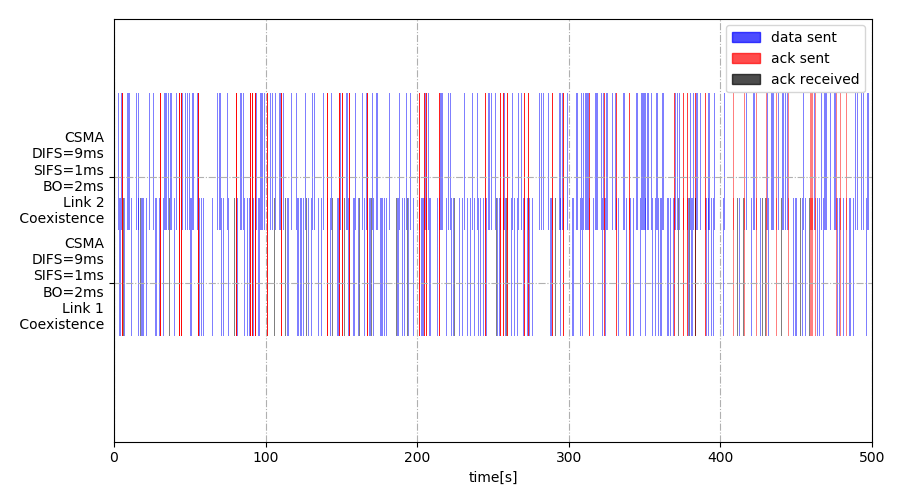 data sent
ack sent
ack received
CSMA
DIFS=9ms
SIFS=1ms
BO=2ms
Link 2
Coexistence
CSMA
DIFS=9ms
SIFS=1ms
BO=2ms
Link 1
Coexistence
0 100 200 300 400 500
time[s]